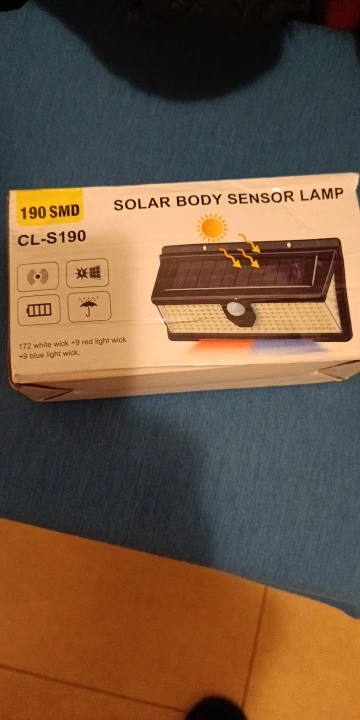 190 SMD
SOLAR BODY SENSOR LAMP
CL-S190
172 white wick +9 red light wick
+9 blue light wick.